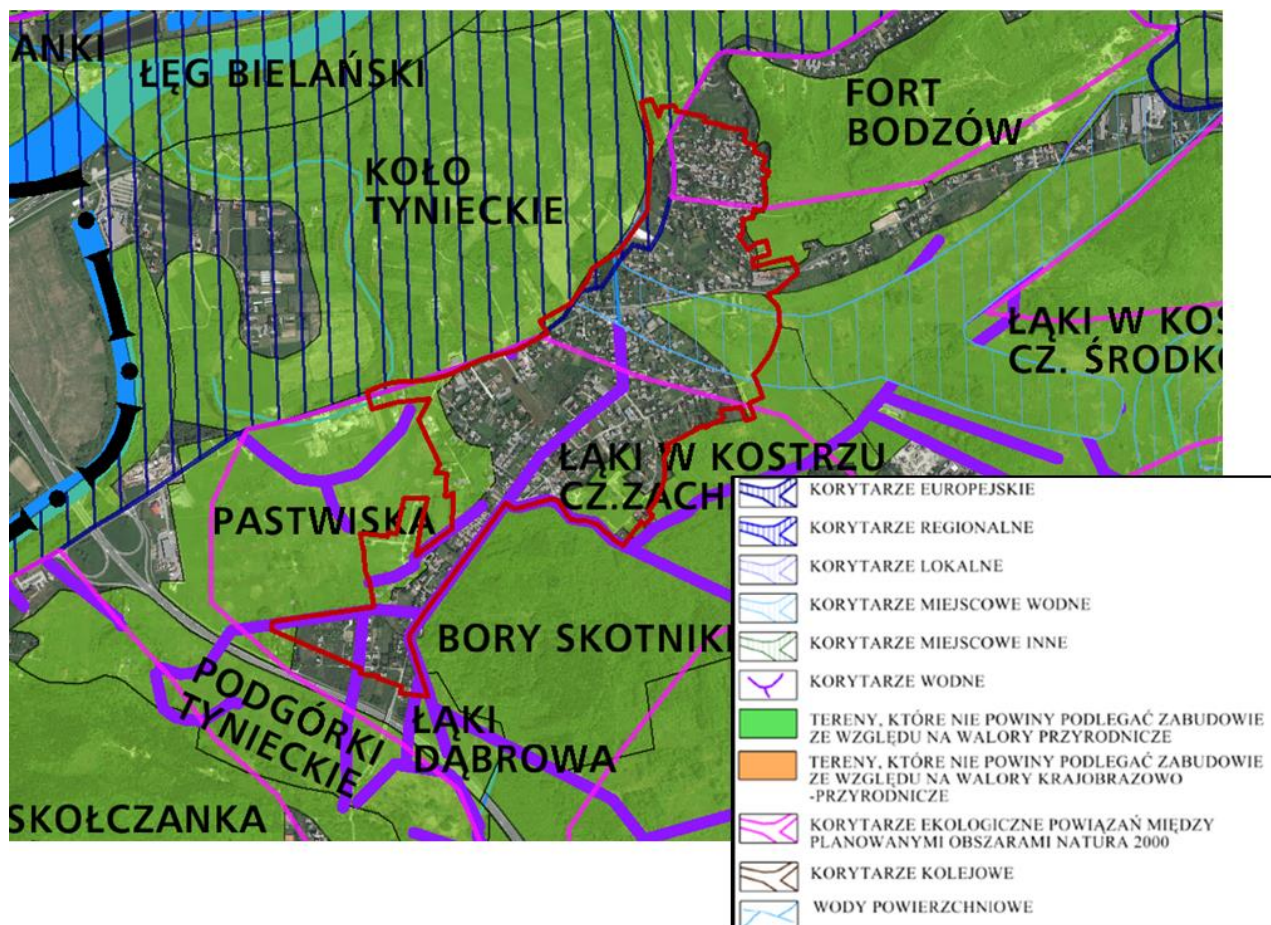 ANKI
ŁĘG BIELAŃSKI
KOŁO
TYNIECKIE
FORT
BODZÓW
ŁĄKI W KOS
CZ. ŚRODKO
ŁĄKI W KOSTRZU
CZ.ZACH
PASTWISKA
BORY SKOTNIKI
PODGÓRKI
TYNIECKIE
ŁĄKI
DĄBROWA
SKOŁCZANKA
KORYTARZE EUROPEJSKIE
KORYTARZE REGIONALNE
KORYTARZE LOKALNE
KORYTARZE MIEJSCOWE WODNE
KORYTARZE MIEJSCOWE INNE
KORYTARZE WODNE
TERENY, KTÓRE NIE POWINY PODLEGAĆ ZABUDOWIE
ZE WZGLĘDU NA WALORY PRZYRODNICZE
TERENY, KTÓRE NIE POWINY PODLEGAĆ ZABUDOWIE
ZE WZGLĘDU NA WALORY KRAJOBRAZOWO
-PRZYRODNICZE
KORYTARZE EKOLOGICZNE POWIĄZAŃ MIĘDZY
PLANOWANYMI OBSZARAMI NATURA 2000
KORYTARZE KOLEJOWE
WODY POWIERZCHNIOWE